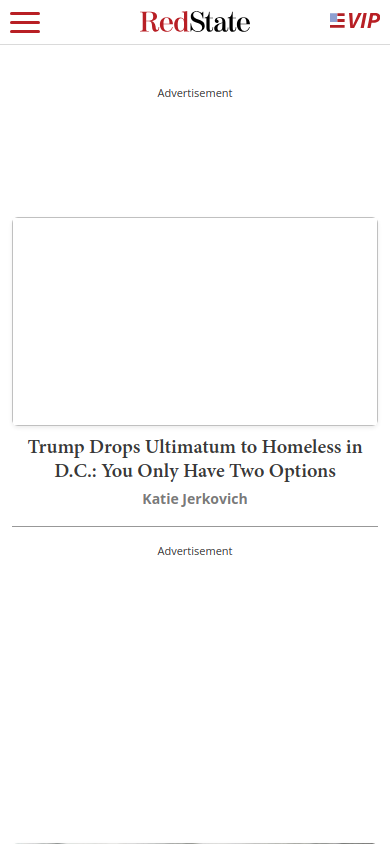 RedState
VIP
Advertisement
Trump Drops Ultimatum to Homeless in
D.C.: You Only Have Two Options
Katie Jerkovich
Advertisement